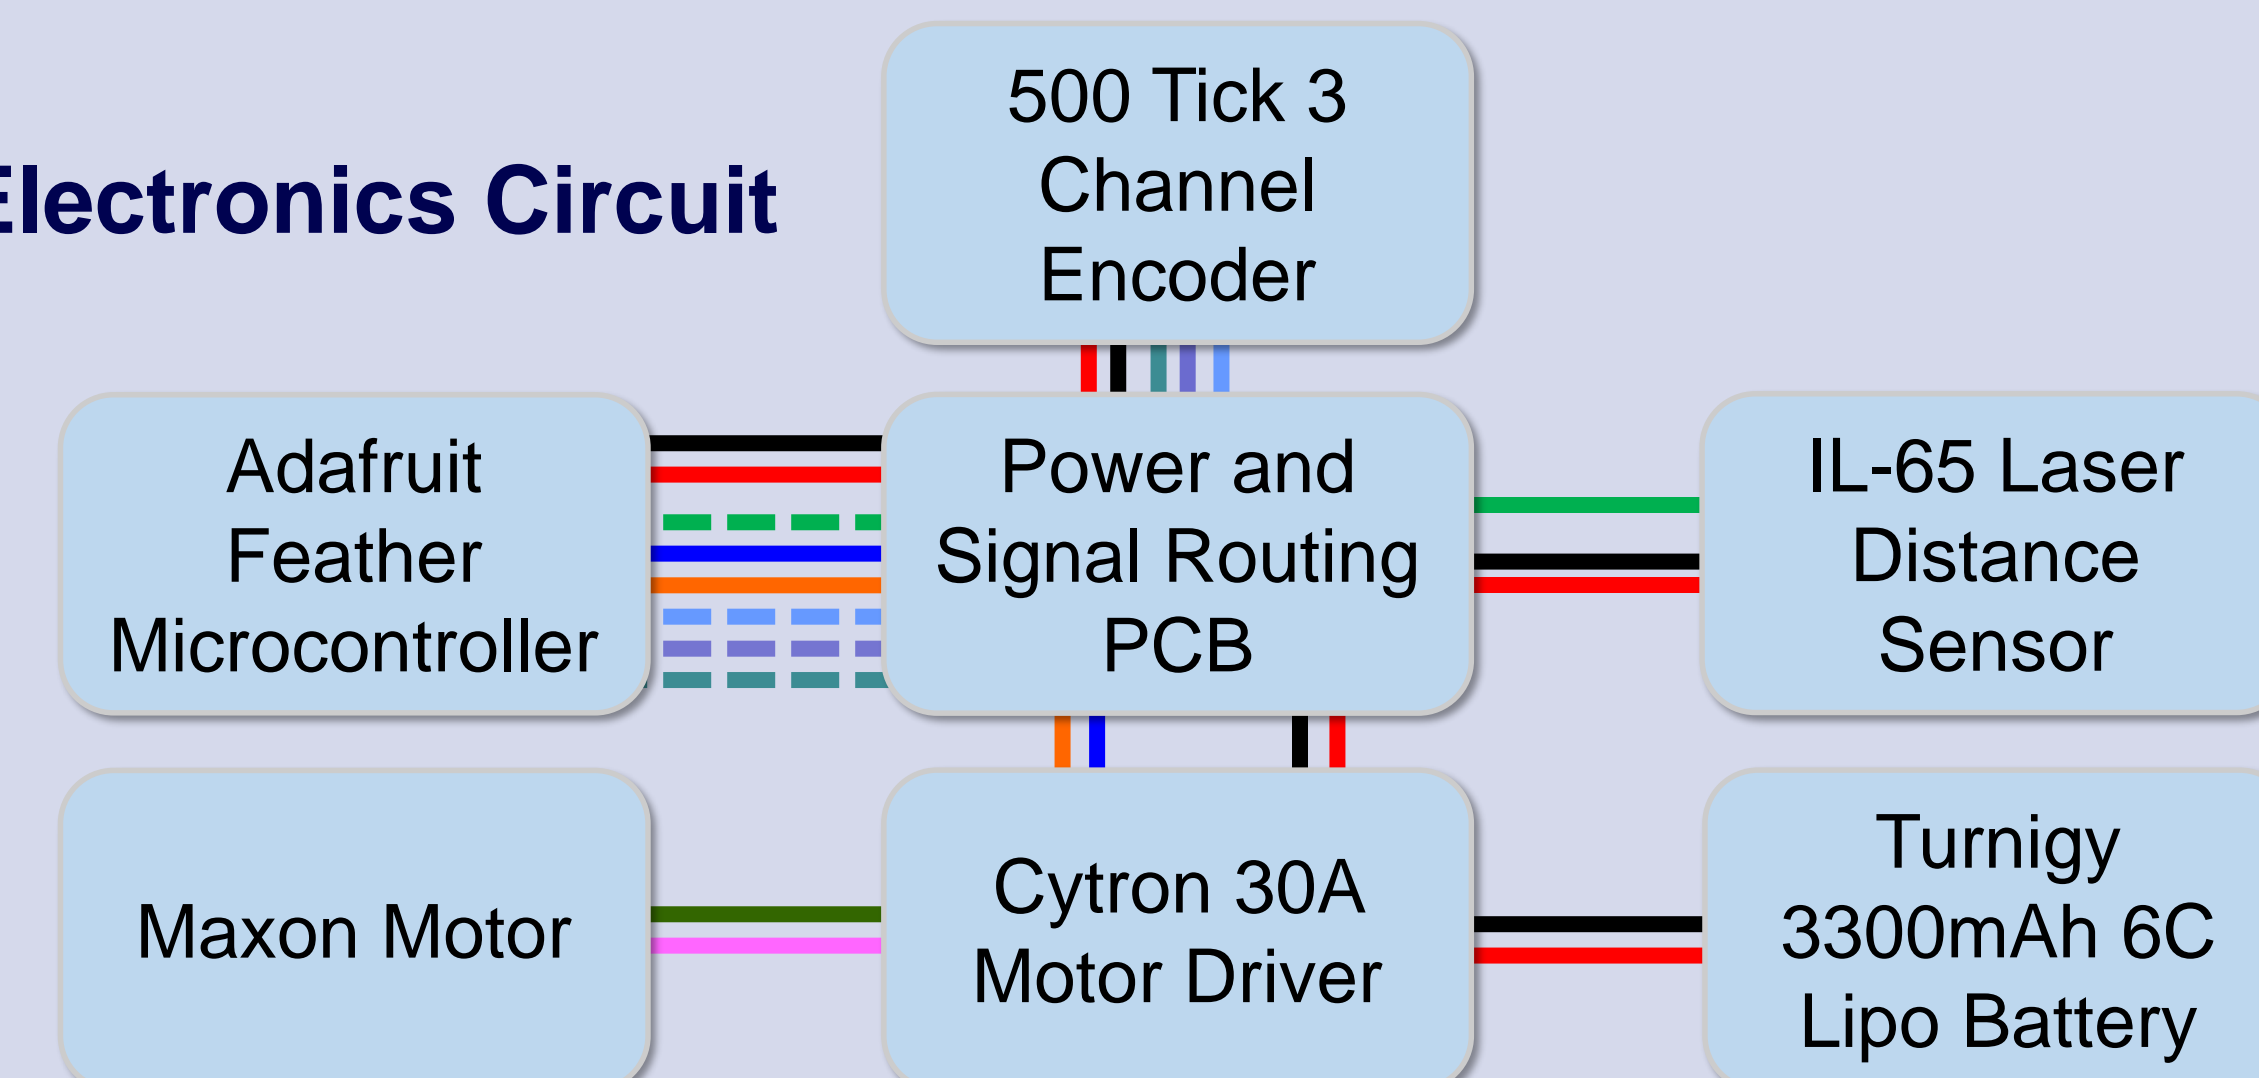 Electronics Circuit
500 Tick 3
Channel
Encoder
Adafruit
Feather
Microcontroller
Power and
Signal Routing
PCB
IL-65 Laser
Distance
Sensor
Maxon Motor
Cytron 30A
Motor Driver
Turnigy
3300mAh 6C
Lipo Battery